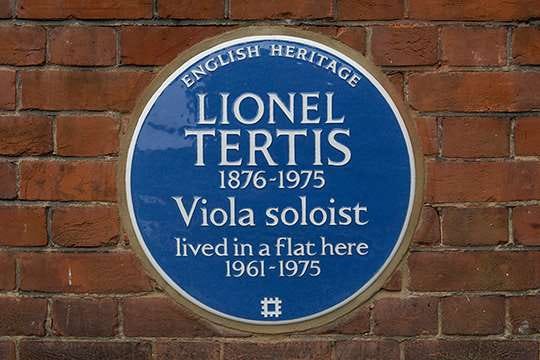 ENGLISH HERITAGE
LIONEL
TERTIS
1876-1975
Viola soloist
lived in a flat here
1961-1975